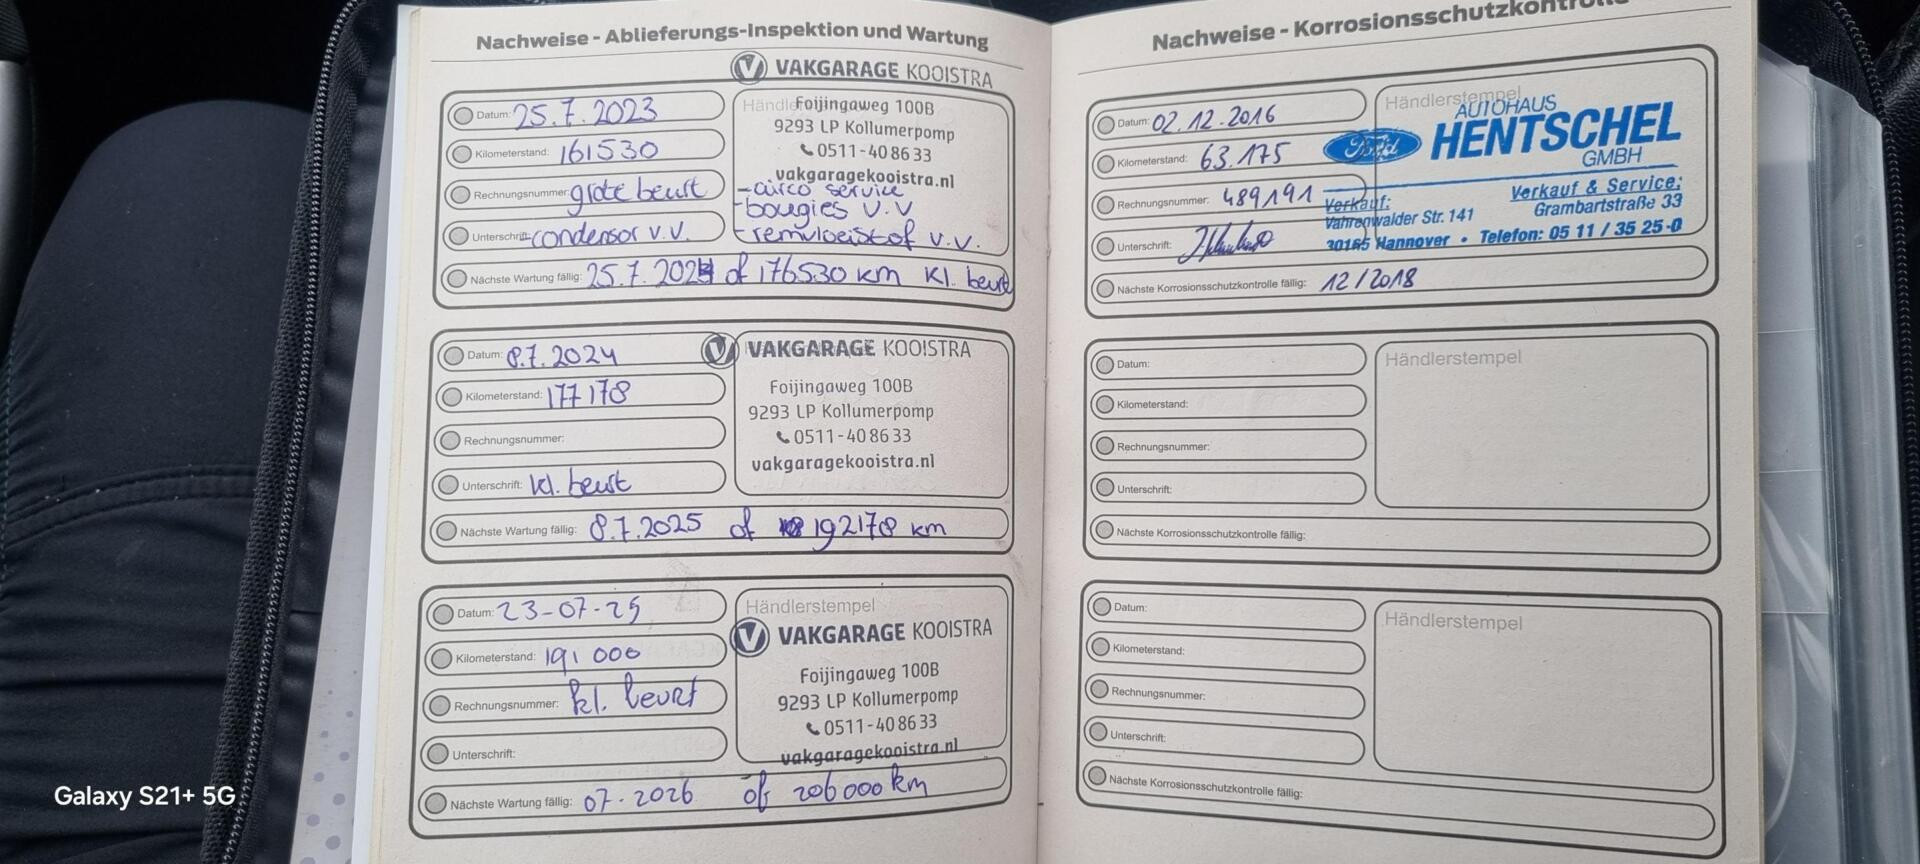 Nachweise - Ablieferungs-Inspektion und Wartung
VAKGARAGE KOOISTRA
Händle
Foijingaweg 100B
9293 LP Kollumerpomp
0511-40 86 33
vakgaragekooistra.nl
Datum: 25.7.2023
Kilometerstand: 161530
Rechnungsnummer: grote beurt
Unterschrift: condensor v.v.
- airco service
- bougies v.v
- remvloeistof v.v.
Nächste Wartung fällig: 25.7.2024 of 176530 km kl. beurt
Datum: 8.7.2024
Kilometerstand: 177178
Rechnungsnummer:
Unterschrift: kl. beurt
VAKGARAGE KOOISTRA
Foijingaweg 100B
9293 LP Kollumerpomp
0511-40 86 33
vakgaragekooistra.nl
Nächste Wartung fällig: 8.7.2025 of 192178 km
Datum: 23-07-25
Kilometerstand: 191 000
Rechnungsnummer: kl. beurt
Unterschrift:
Händlerstempel
VAKGARAGE KOOISTRA
Foijingaweg 100B
9293 LP Kollumerpomp
0511-40 86 33
vakgaragekooistra.nl
Nächste Wartung fällig: 07-2026 of 206000 km
Nachweise - Korrosionsschutzkontrolle
Datum: 02.12.2016
Kilometerstand: 63.175
Rechnungsnummer: 489191
Unterschrift:
Händlerstempel
AUTOHAUS
Ford HENTSCHEL
GMBH
Verkauf:
Vahrenwalder Str. 141
Verkauf & Service:
Grambartstraße 33
30165 Hannover • Telefon: 05 11 / 35 25-0
Nächste Korrosionsschutzkontrolle fällig: 12/2018
Datum:
Kilometerstand:
Rechnungsnummer:
Unterschrift:
Händlerstempel
Nächste Korrosionsschutzkontrolle fällig:
Datum:
Kilometerstand:
Rechnungsnummer:
Unterschrift:
Händlerstempel
Nächste Korrosionsschutzkontrolle fällig:
Galaxy S21+ 5G